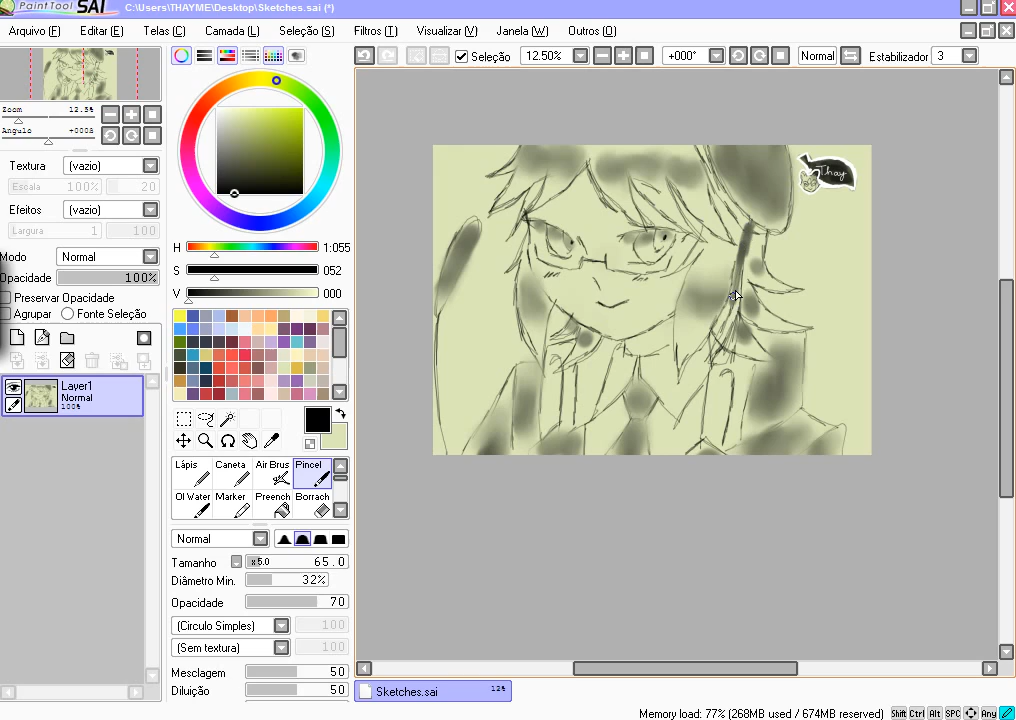 PaintTool SAI C:\Users\THAYME\Desktop\Sketches.sai (*)
Arquivo (F) Editar (E) Telas (C) Camada (L) Seleção (S) Filtros (T) Visualizar (V) Janela (W) Outros (O)
Seleção 12.50% +000° Normal Estabilizador 3
Zoom 12.5%
Angulo +000°
Textura (vazio)
Escala 100% 20
Efeitos (vazio)
Largura 1 100
Modo Normal
Opacidade 100%
Preservar Opacidade
Agrupar Fonte Seleção
Layer1
Normal
100%
H 1:055
S 052
V 000
Lápis Caneta Air Brus Pincel
Ol Water Marker Preench Borrach
Normal
Tamanho x5.0 65.0
Diâmetro Min. 32%
Opacidade 70
(Circulo Simples) 100
(Sem textura) 100
Mesclagem 50
Diluição 50
Thay
Sketches.sai 12%
Memory load: 77% (268MB used / 674MB reserved) Shift Ctrl Alt SPC Any